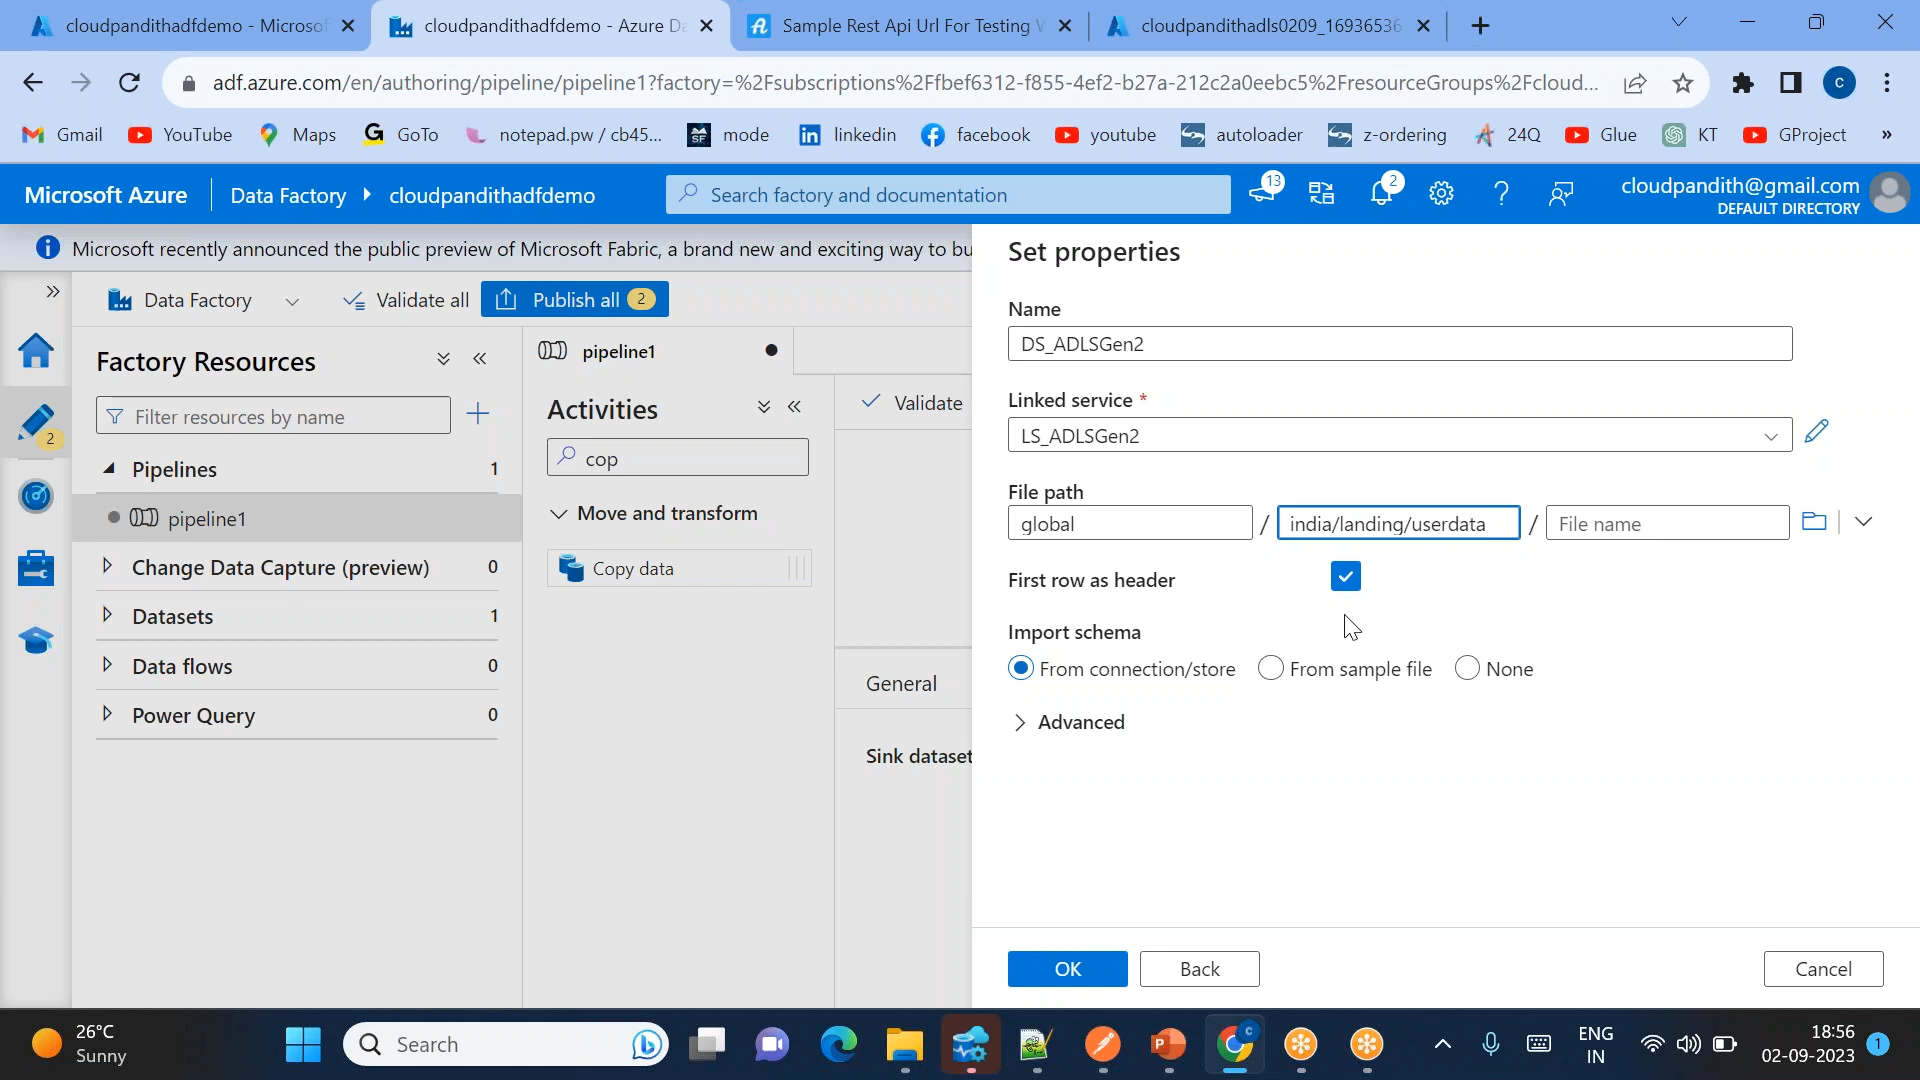 cloudpandithadfdemo - Microsof
cloudpandithadfdemo - Azure Da
Sample Rest Api Url For Testing W
cloudpandithadls0209_16936536
adf.azure.com/en/authoring/pipeline/pipeline1?factory=%2Fsubscriptions%2Ffbef6312-f855-4ef2-b27a-212c2a0eebc5%2FresourceGroups%2Fcloud...
C
Gmail
YouTube
Maps
GoTo
notepad.pw / cb45...
mode
linkedin
facebook
youtube
autoloader
z-ordering
24Q
Glue
KT
GProject
»
Microsoft Azure
Data Factory
cloudpandithadfdemo
Search factory and documentation
13
2
cloudpandith@gmail.com
DEFAULT DIRECTORY
Microsoft recently announced the public preview of Microsoft Fabric, a brand new and exciting way to bu
Data Factory
Validate all
Publish all 2
Factory Resources
Filter resources by name
2
Pipelines 1
pipeline1
Change Data Capture (preview) 0
Datasets 1
Data flows 0
Power Query 0
pipeline1
Activities
cop
Move and transform
Copy data
Validate
General
Sink dataset
Set properties
Name
DS_ADLSGen2
Linked service *
LS_ADLSGen2
File path
global / india/landing/userdata / File name
First row as header
Import schema
From connection/store From sample file None
Advanced
OK
Back
Cancel
26°C
Sunny
Search
C
ENG
IN
18:56
02-09-2023
1